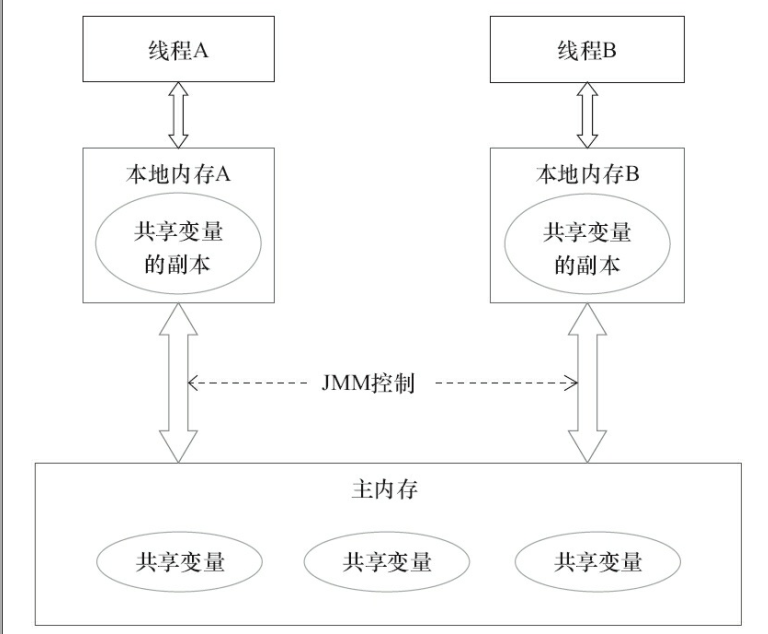 线程A
线程B
本地内存A
共享变量
的副本
本地内存B
共享变量
的副本
JMM控制
主内存
共享变量
共享变量
共享变量